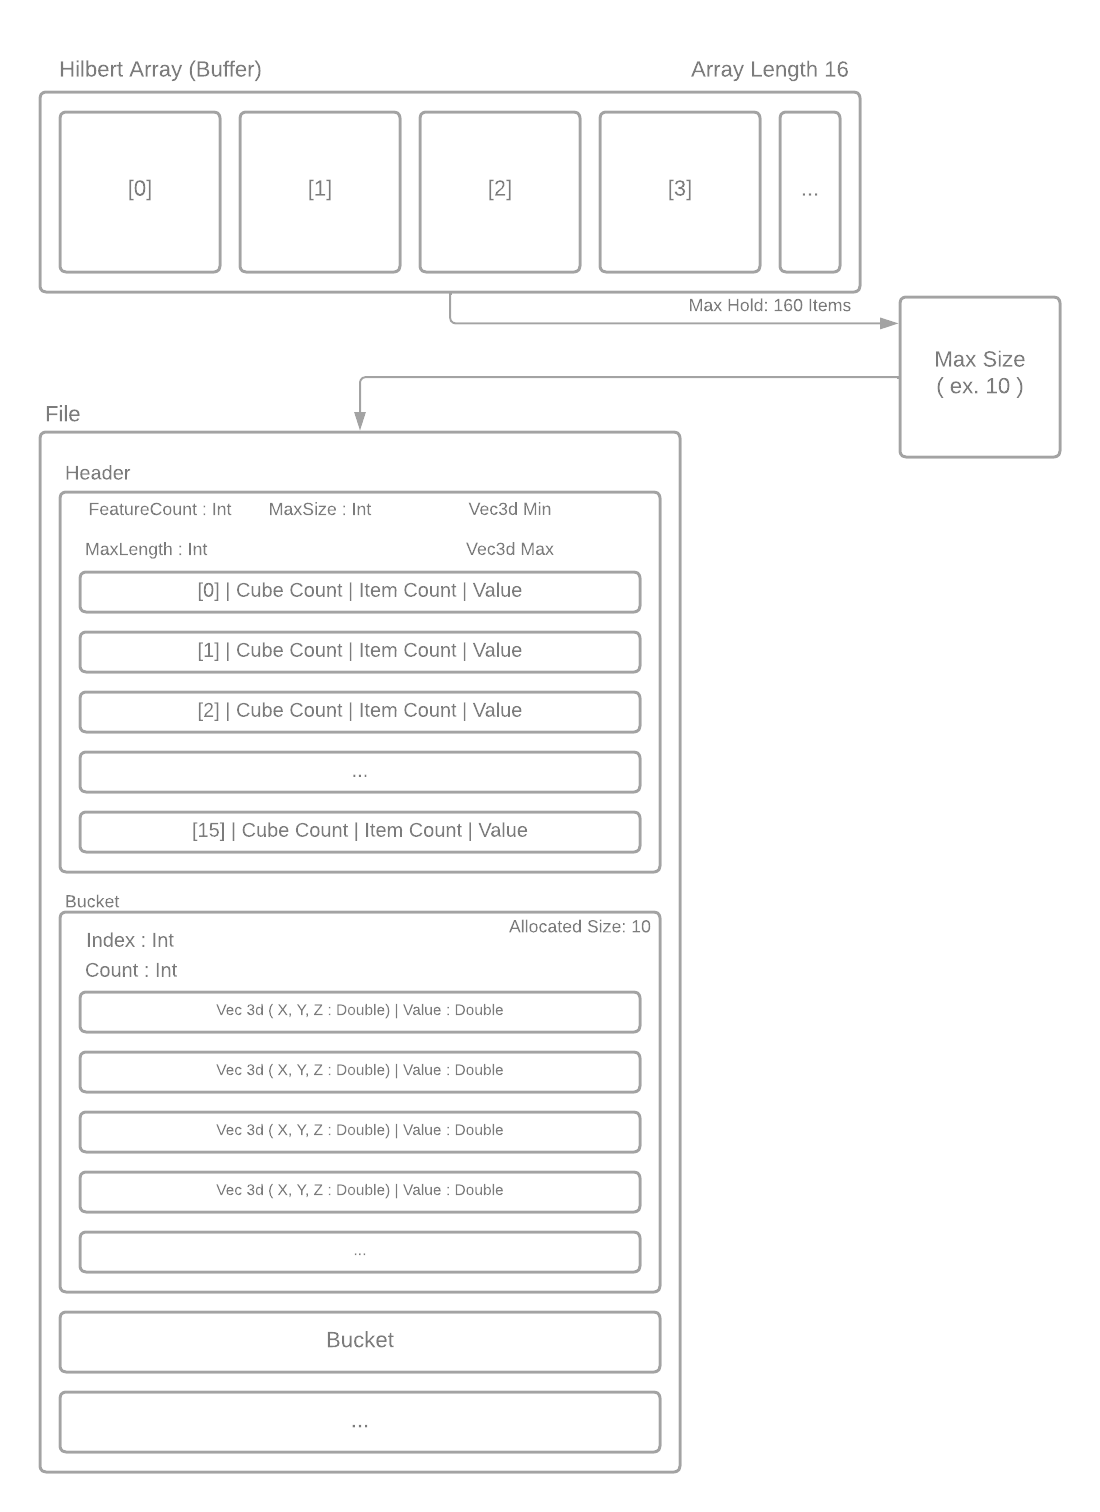 Hilbert Array (Buffer)
Array Length 16
[0]
[1]
[2]
[3]
...
Max Hold: 160 Items
Max Size
( ex. 10 )
File
Header
FeatureCount : Int
MaxSize : Int
Vec3d Min
MaxLength : Int
Vec3d Max
[0] | Cube Count | Item Count | Value
[1] | Cube Count | Item Count | Value
[2] | Cube Count | Item Count | Value
...
[15] | Cube Count | Item Count | Value
Bucket
Allocated Size: 10
Index : Int
Count : Int
Vec 3d ( X, Y, Z : Double) | Value : Double
Vec 3d ( X, Y, Z : Double) | Value : Double
Vec 3d ( X, Y, Z : Double) | Value : Double
Vec 3d ( X, Y, Z : Double) | Value : Double
...
Bucket
...